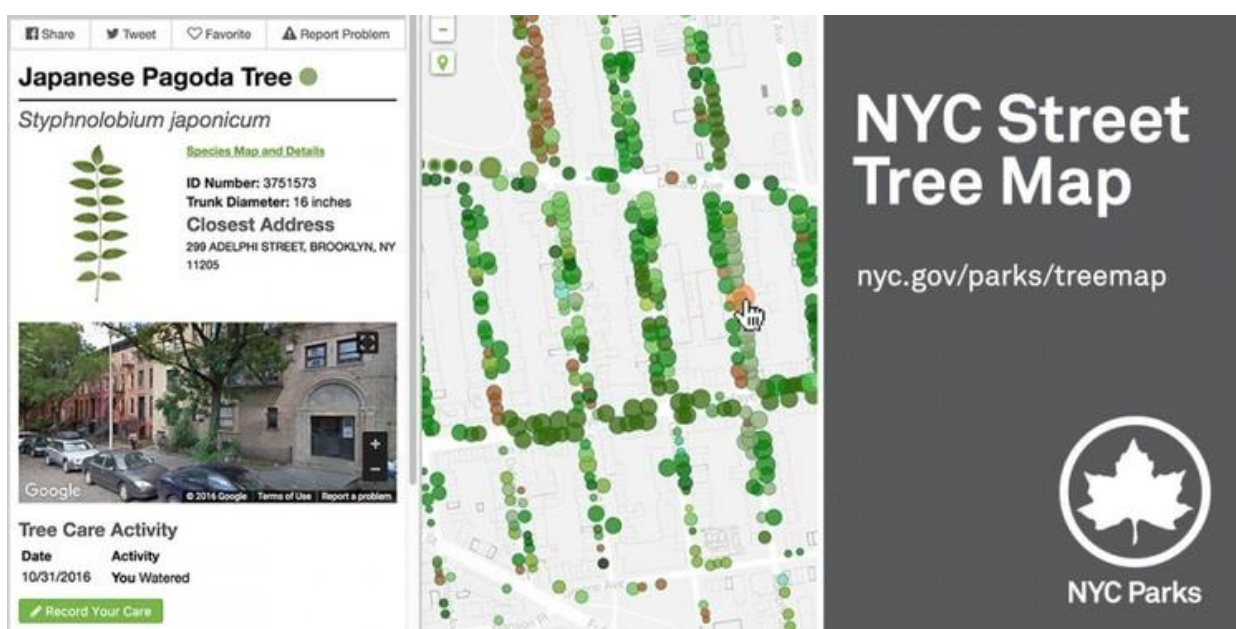 Share Tweet Favorite Report Problem
Japanese Pagoda Tree
Styphnolobium japonicum
Species Map and Details
ID Number: 3751573
Trunk Diameter: 16 inches
Closest Address
299 ADELPHI STREET, BROOKLYN, NY
11205
Google
© 2016 Google Terms of Use Report a problem
Tree Care Activity
Date Activity
10/31/2016 You Watered
Record Your Care
NYC Street
Tree Map
nyc.gov/parks/treemap
NYC Parks